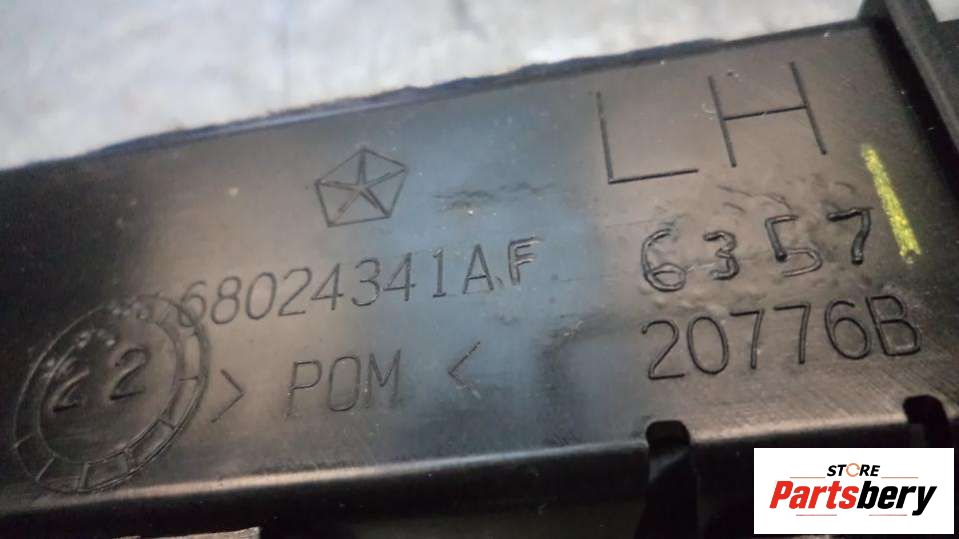 LH
68024341AF
6357
22
> POM <
20776B
STORE
Partsbery